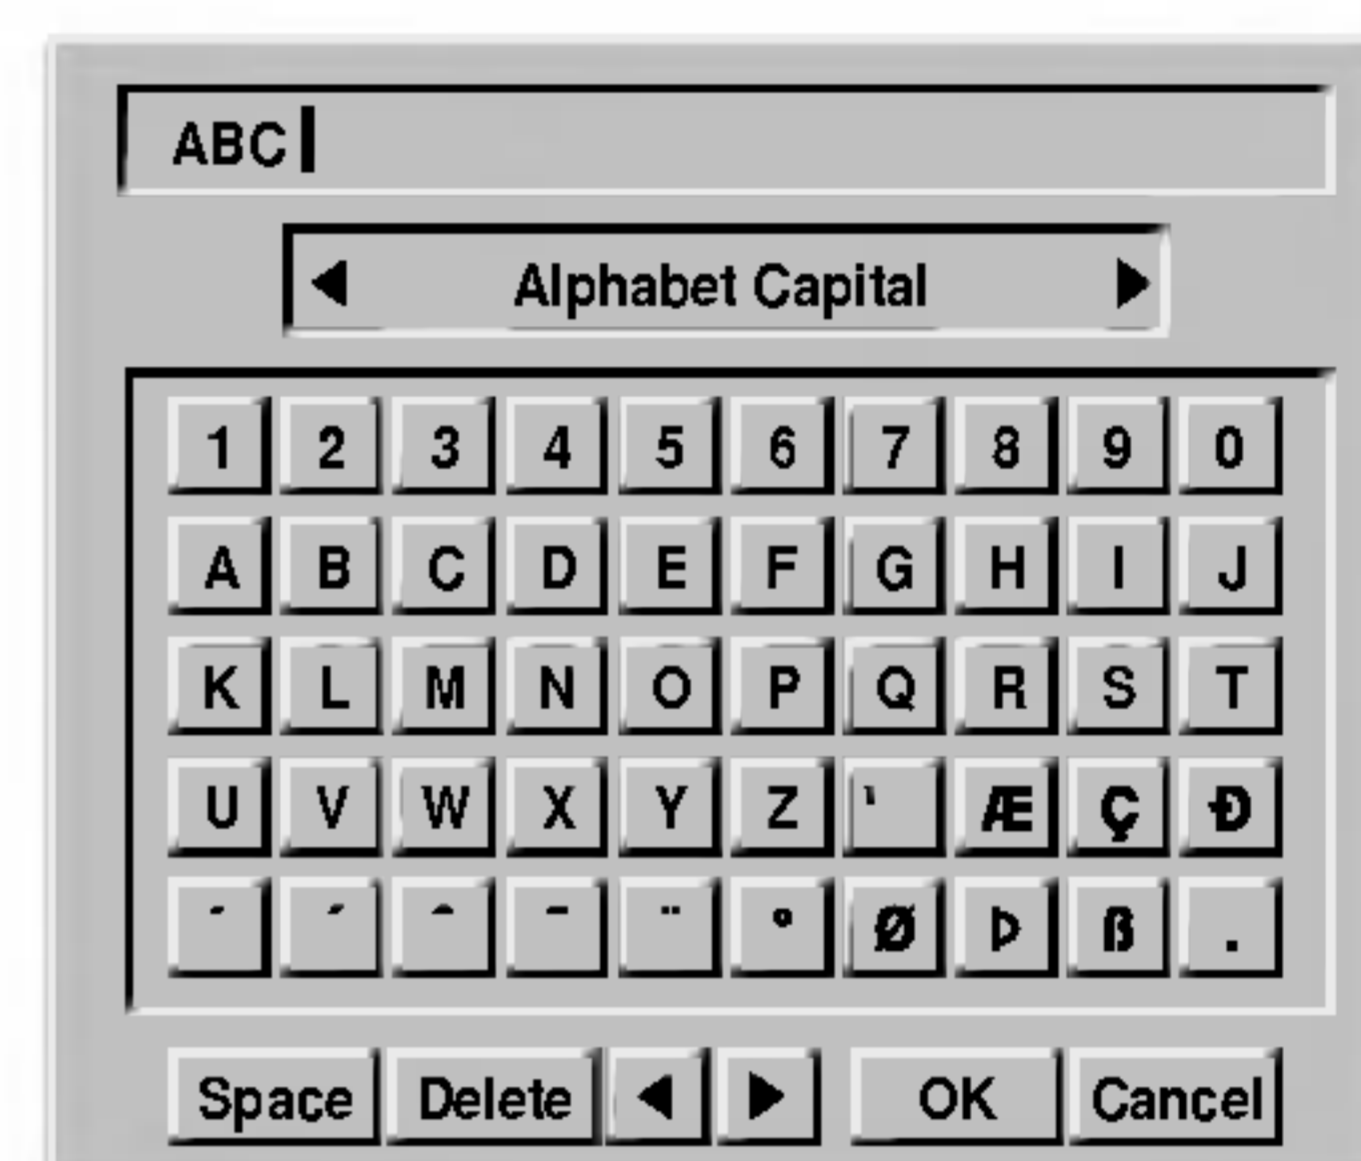 ABC
◀ Alphabet Capital ▶
1 2 3 4 5 6 7 8 9 0
A B C D E F G H I J
K L M N O P Q R S T
U V W X Y Z Æ Ç Ð
^ ¯ ¨ ° Ø Þ ß .
Space Delete ◀ ▶ OK Cancel